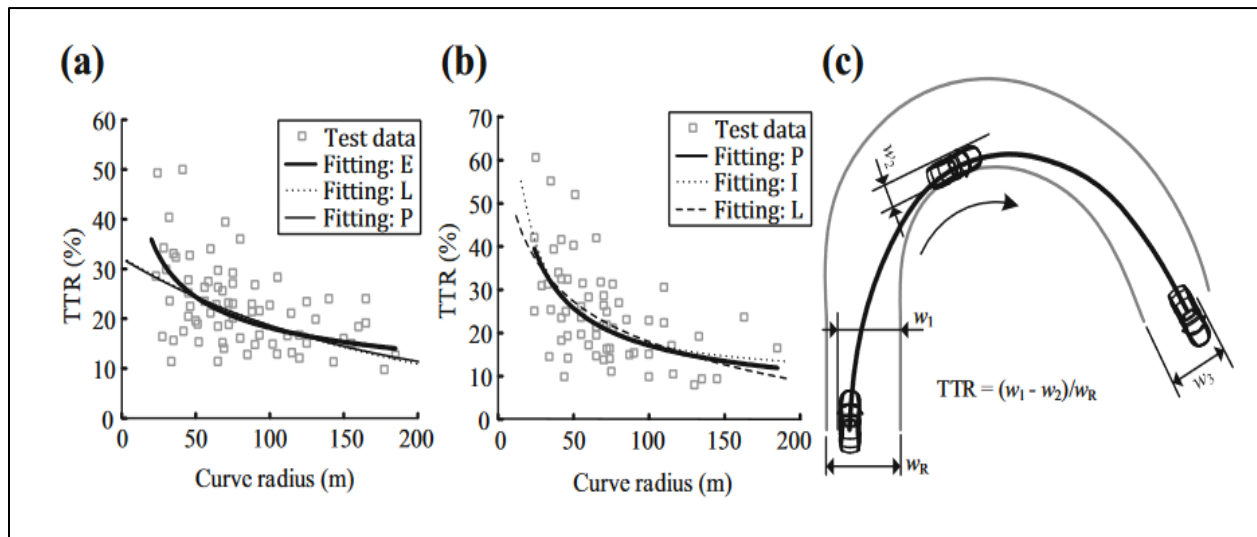 (a)
60
50
40
30
20
10
0
TTR (%)
0 50 100 150 200
Curve radius (m)
Test data
Fitting: E
Fitting: L
Fitting: P
(b)
70
60
50
40
30
20
10
0
TTR (%)
0 50 100 150 200
Curve radius (m)
Test data
Fitting: P
Fitting: I
Fitting: L
(c)
w2
w1
w3
TTR = (w1 - w2)/wR
wR